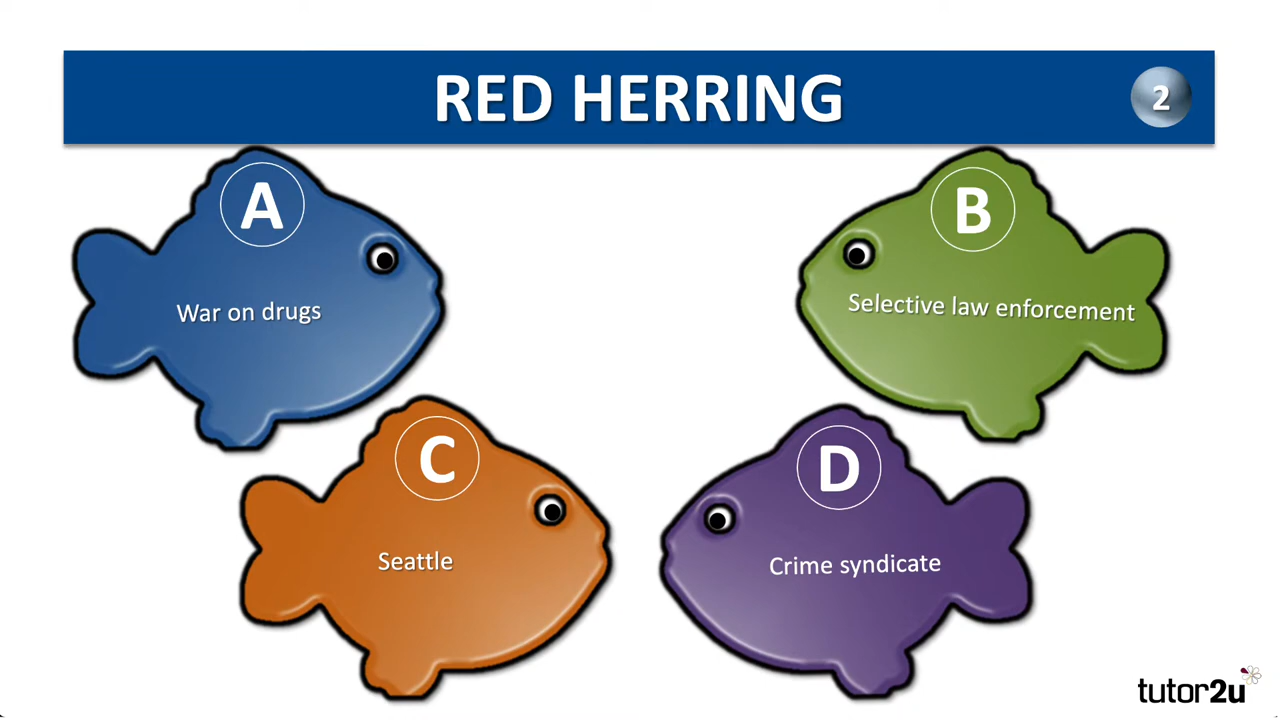 RED HERRING
2
A
War on drugs
B
Selective law enforcement
C
Seattle
D
Crime syndicate
tutor2u